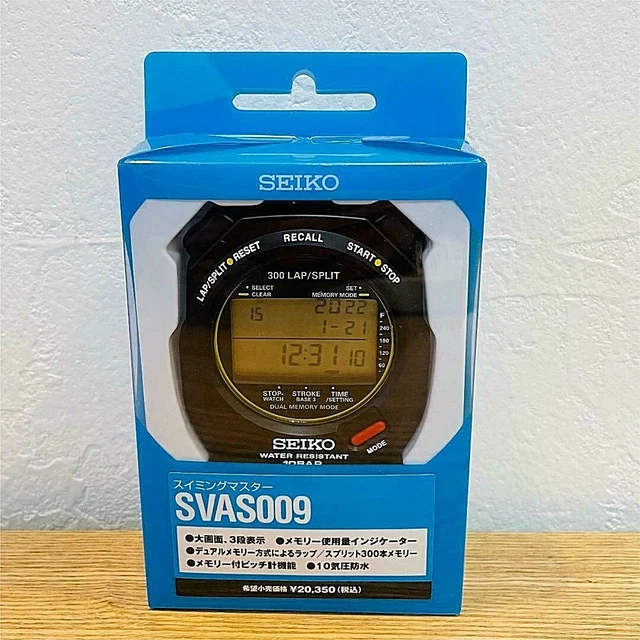 SEIKO
LAP/SPLIT RESET RECALL START STOP
300 LAP/SPLIT
SELECT SET
CLEAR MEMORY MODE
15 2022 F
1-21 240
180
12:31 10 120
60
STOP- STROKE TIME
WATCH BASE 3 /SETTING
DUAL MEMORY MODE
SEIKO MODE
WATER RESISTANT
10BAR
スイミングマスター
SVAS009
●大画面、3段表示 ●メモリー使用量インジケーター
●デュアルメモリー方式によるラップ/スプリット300本メモリー
●メモリー付ピッチ計機能 ●10気圧防水
希望小売価格 ¥20,350(税込)